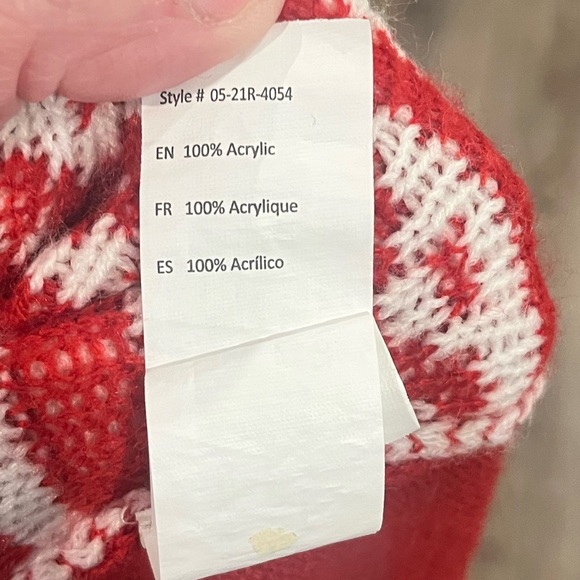 Style # 05-21R-4054
EN 100% Acrylic
FR 100% Acrylique
ES 100% Acrílico